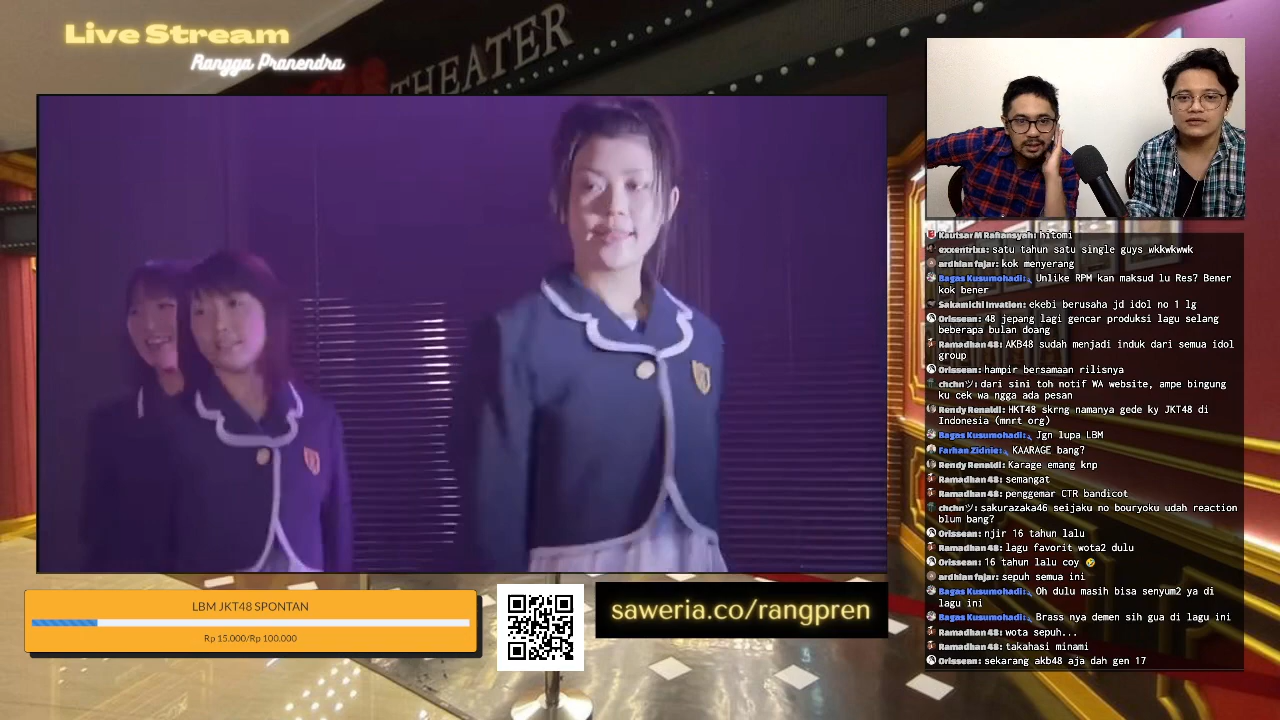 Live Stream
Rangga Pranendra
THEATER
Kautsar M Rafiansyah: hitomi
exxentrixs: satu tahun satu single guys wkkwkwwk
ardhian fajar: kok menyerang
Bagas Kusumohadi: Unlike RPM kan maksud lu Res? Bener
kok bener
Sakamichi Invation: ekebi berusaha jd idol no 1 lg
Orissean: 48 jepang lagi gencar produksi lagu selang
beberapa bulan doang
Ramadhan 48: AKB48 sudah menjadi induk dari semua idol
group
Orissean: hampir bersamaan rilisnya
chchnツ: dari sini toh notif WA website, ampe bingung
ku cek wa ngga ada pesan
Rendy Renaldi: HKT48 skrng namanya gede ky JKT48 di
Indonesia (mnrt org)
Bagas Kusumohadi: Jgn lupa LBM
Farhan Zidnie: KAARAGE bang?
Rendy Renaldi: Karage emang knp
Ramadhan 48: semangat
Ramadhan 48: penggemar CTR bandicot
chchnツ: sakurazaka46 seijaku no bouryoku udah reaction
blum bang?
Orissean: njir 16 tahun lalu
Ramadhan 48: lagu favorit wota2 dulu
Orissean: 16 tahun lalu coy 🤣
ardhian fajar: sepuh semua ini
Bagas Kusumohadi: Oh dulu masih bisa senyum2 ya di
lagu ini
Bagas Kusumohadi: Brass nya demen sih gua di lagu ini
Ramadhan 48: wota sepuh...
Ramadhan 48: takahasi minami
Orissean: sekarang akb48 aja dah gen 17
LBM JKT48 SPONTAN
Rp 15.000/Rp 100.000
saweria.co/rangpren